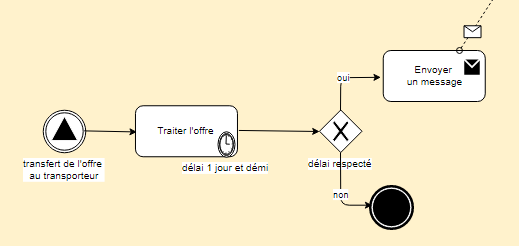 Envoyer
un message
oui
Traiter l'offre
transfert de l'offre
au transporteur
délai 1 jour et démi
délai respecté
non